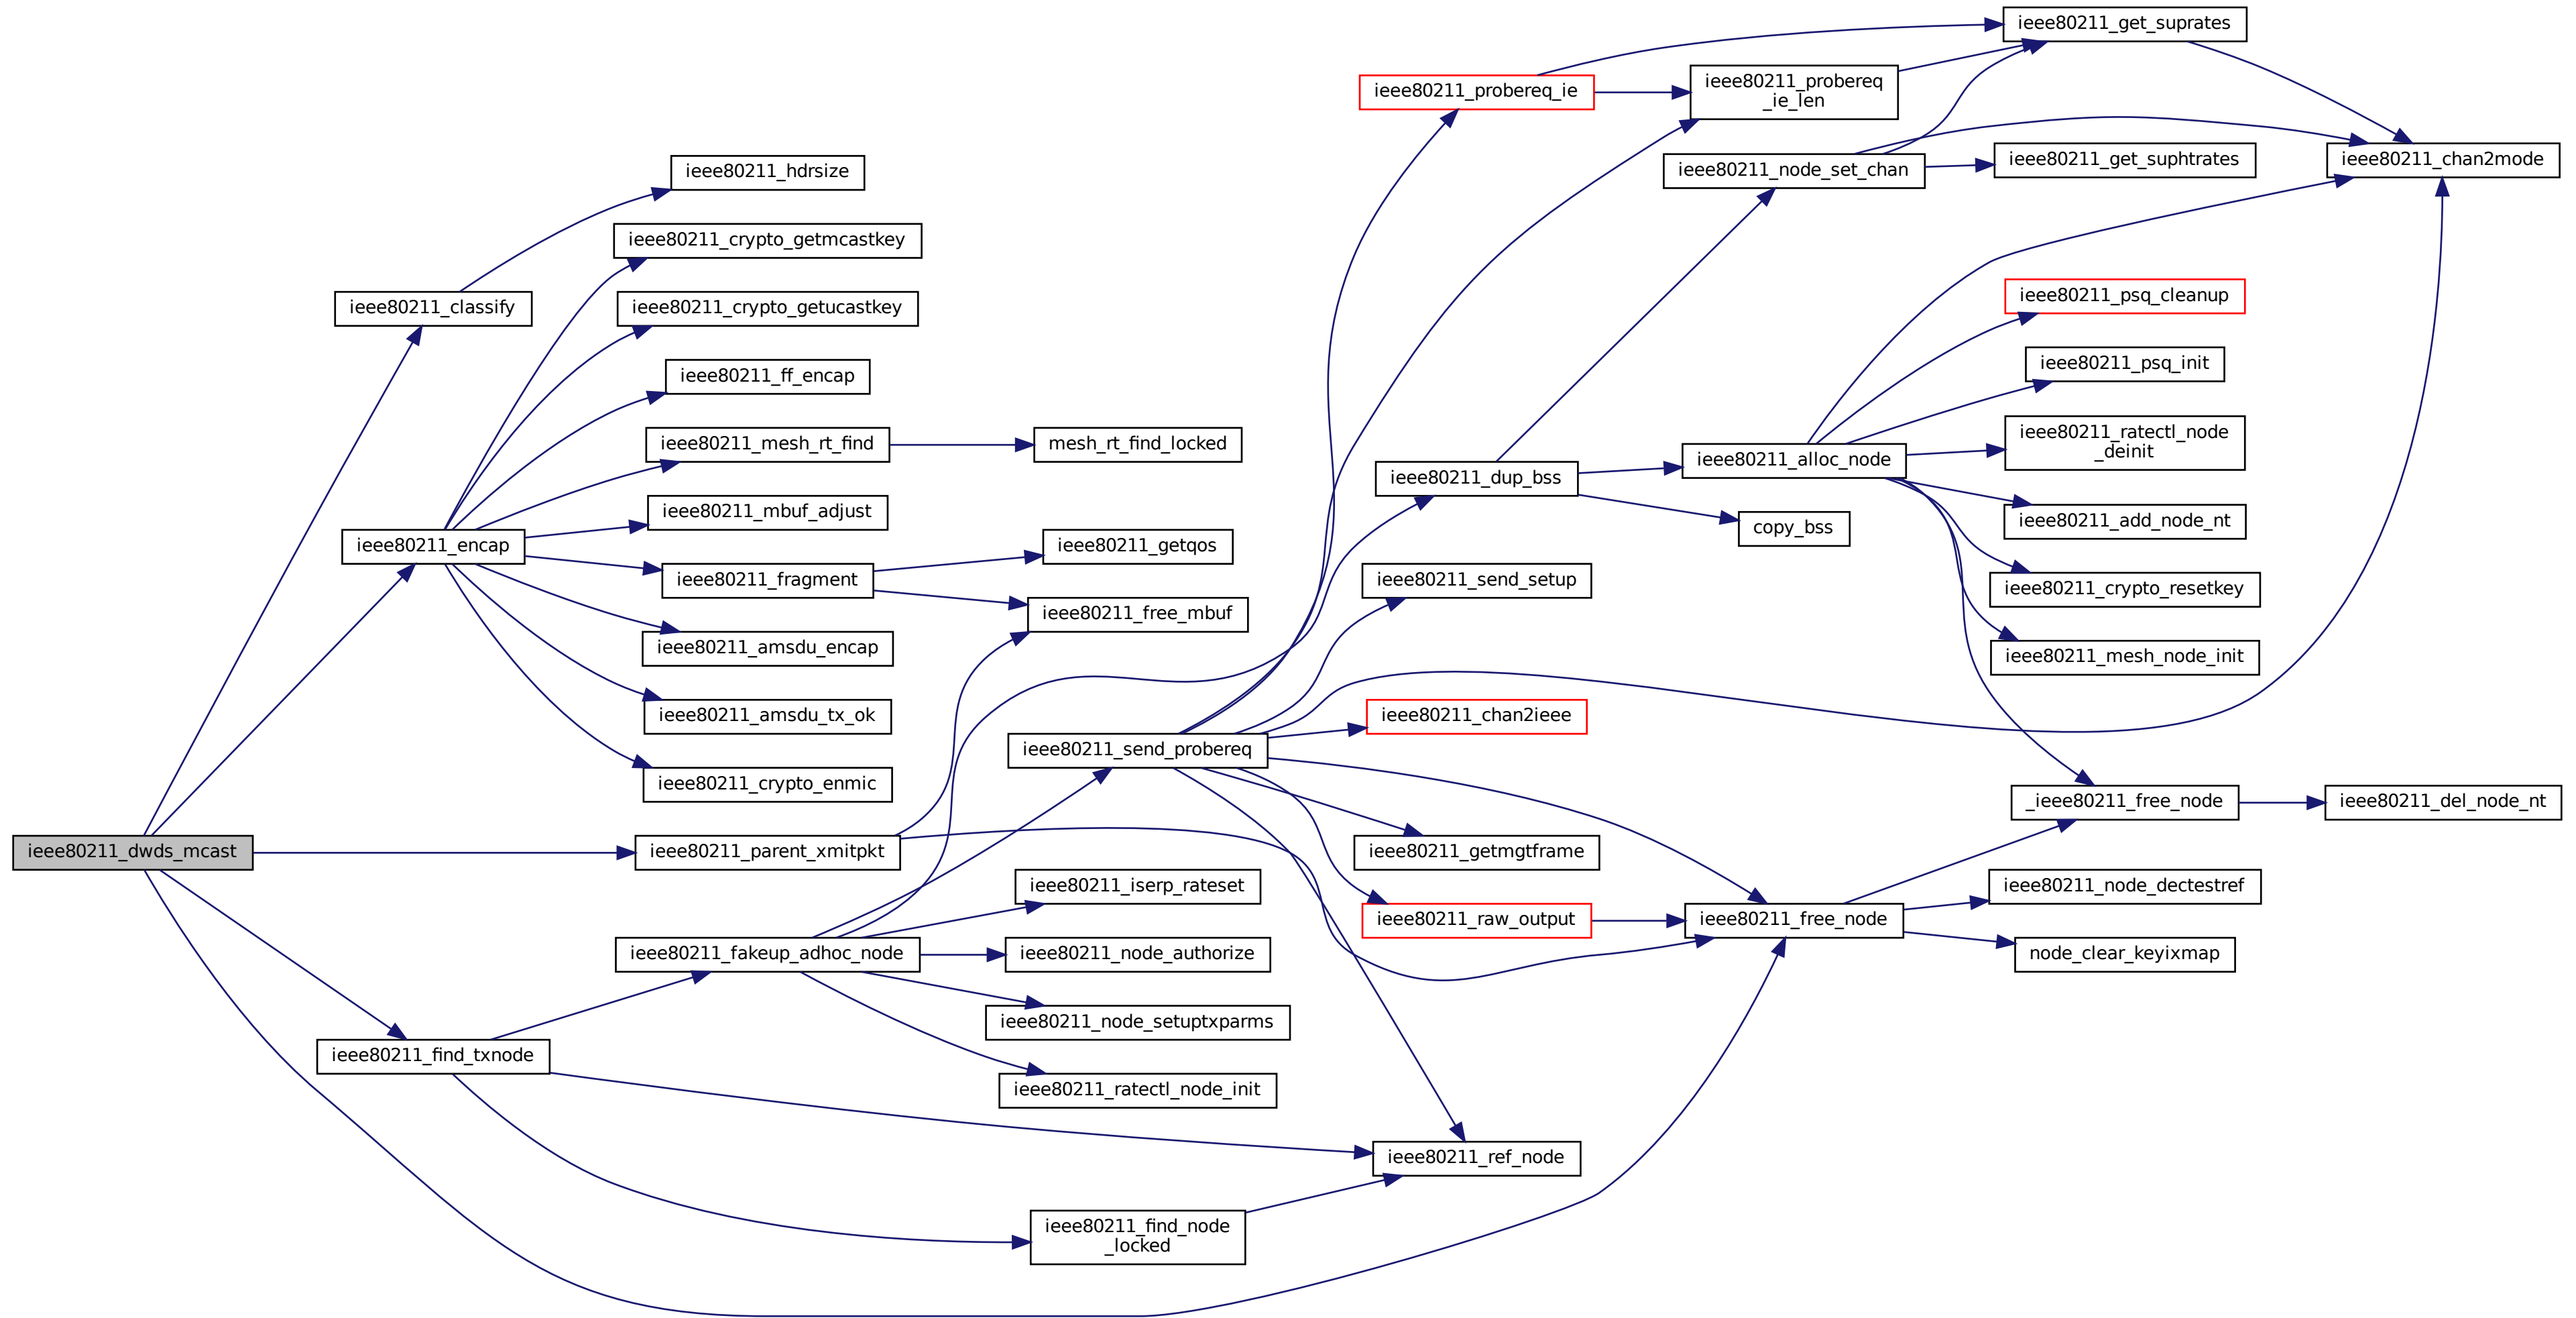 ieee80211_get_suprates
ieee80211_probereq_ie
ieee80211_probereq
_ie_len
ieee80211_chan2mode
ieee80211_get_suphtrates
ieee80211_node_set_chan
ieee80211_hdrsize
ieee80211_crypto_getmcastkey
ieee80211_psq_cleanup
ieee80211_classify
ieee80211_crypto_getucastkey
ieee80211_psq_init
ieee80211_ff_encap
ieee80211_ratectl_node
_deinit
ieee80211_mesh_rt_find
mesh_rt_find_locked
ieee80211_alloc_node
ieee80211_dup_bss
ieee80211_mbuf_adjust
ieee80211_add_node_nt
copy_bss
ieee80211_encap
ieee80211_getqos
ieee80211_fragment
ieee80211_send_setup
ieee80211_crypto_resetkey
ieee80211_free_mbuf
ieee80211_amsdu_encap
ieee80211_mesh_node_init
ieee80211_amsdu_tx_ok
ieee80211_chan2ieee
ieee80211_send_probereq
ieee80211_crypto_enmic
_ieee80211_free_node
ieee80211_del_node_nt
ieee80211_dwds_mcast
ieee80211_parent_xmitpkt
ieee80211_getmgtframe
ieee80211_iserp_rateset
ieee80211_node_dectestref
ieee80211_raw_output
ieee80211_free_node
ieee80211_fakeup_adhoc_node
ieee80211_node_authorize
node_clear_keyixmap
ieee80211_node_setuptxparms
ieee80211_find_txnode
ieee80211_ratectl_node_init
ieee80211_ref_node
ieee80211_find_node
_locked